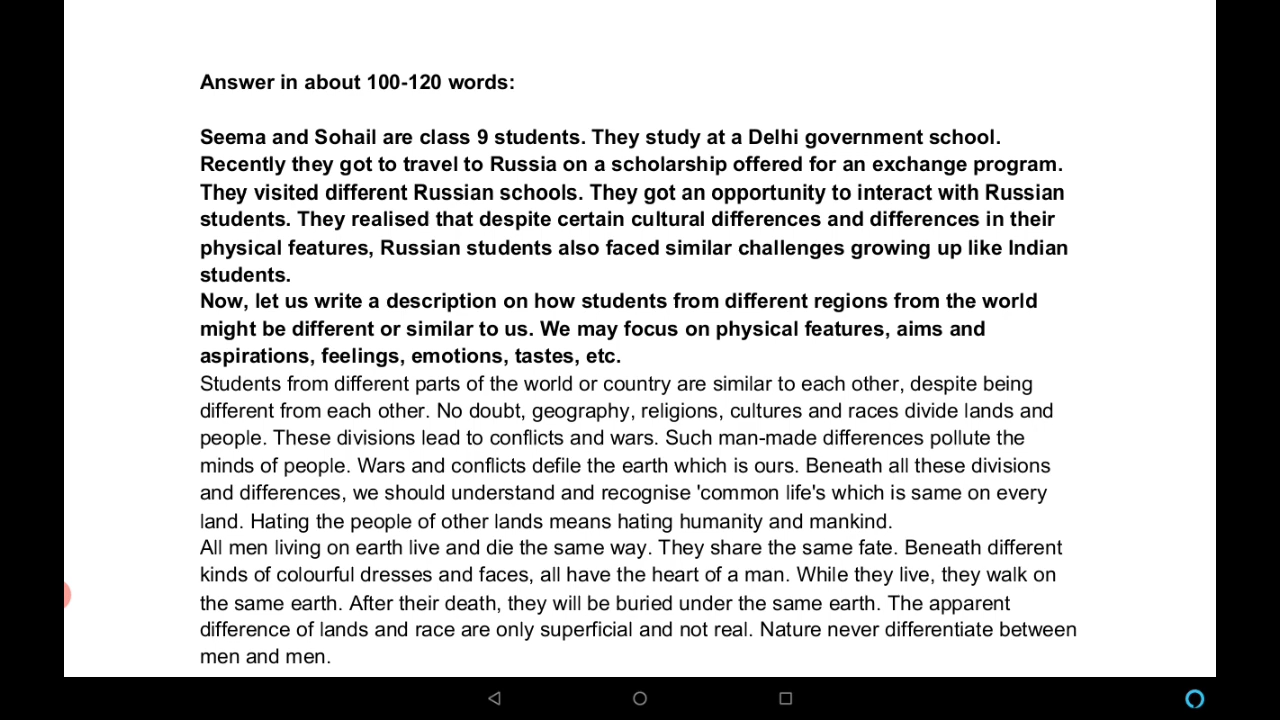 Answer in about 100-120 words:
Seema and Sohail are class 9 students. They study at a Delhi government school.
Recently they got to travel to Russia on a scholarship offered for an exchange program.
They visited different Russian schools. They got an opportunity to interact with Russian
students. They realised that despite certain cultural differences and differences in their
physical features, Russian students also faced similar challenges growing up like Indian
students.
Now, let us write a description on how students from different regions from the world
might be different or similar to us. We may focus on physical features, aims and
aspirations, feelings, emotions, tastes, etc.
Students from different parts of the world or country are similar to each other, despite being
different from each other. No doubt, geography, religions, cultures and races divide lands and
people. These divisions lead to conflicts and wars. Such man-made differences pollute the
minds of people. Wars and conflicts defile the earth which is ours. Beneath all these divisions
and differences, we should understand and recognise 'common life's which is same on every
land. Hating the people of other lands means hating humanity and mankind.
All men living on earth live and die the same way. They share the same fate. Beneath different
kinds of colourful dresses and faces, all have the heart of a man. While they live, they walk on
the same earth. After their death, they will be buried under the same earth. The apparent
difference of lands and race are only superficial and not real. Nature never differentiate between
men and men.